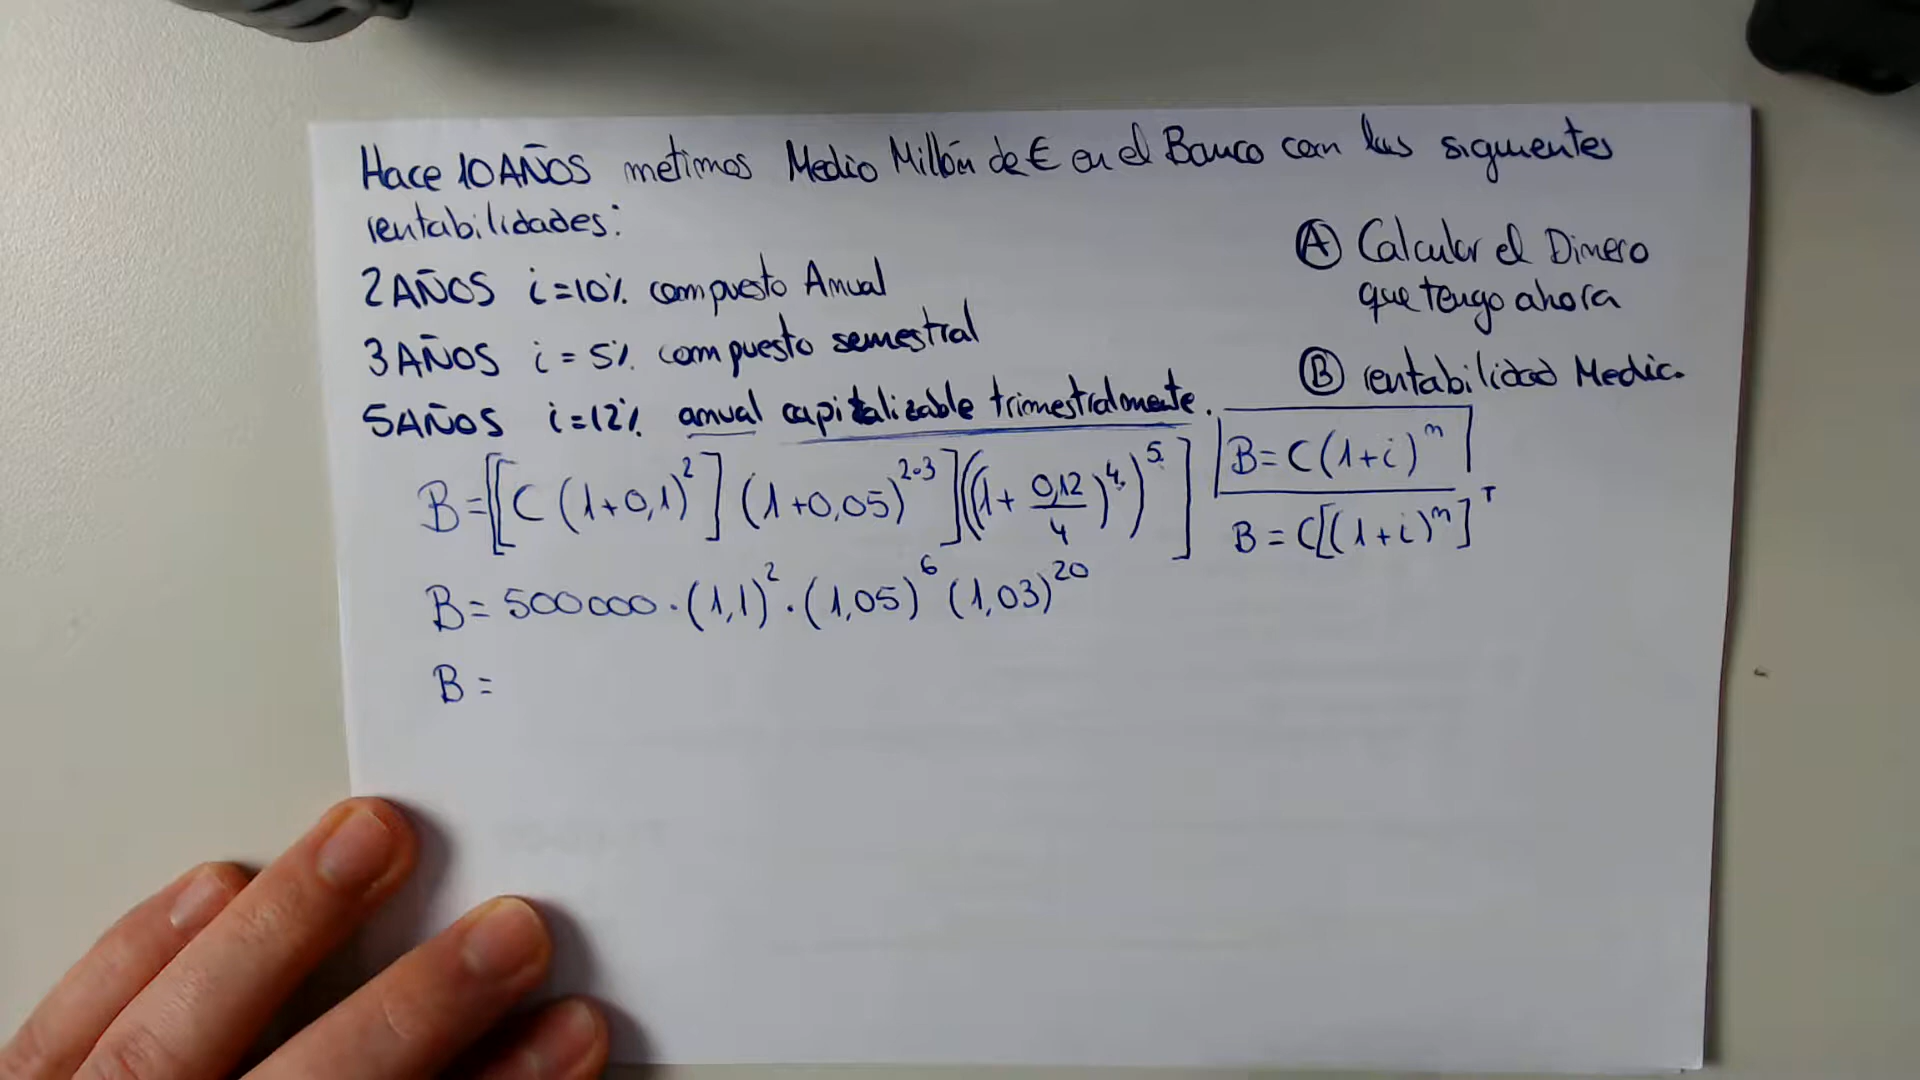 Hace 10 AÑOS metimos Medio Millón de € en el Banco con las siguientes
rentabilidades:
2 AÑOS i=10% compuesto Anual
3 AÑOS i = 5% compuesto semestral
5 AÑOS i=12% anual capitalizable trimestralmente.
Ⓐ Calcular el Dinero
que tengo ahora
Ⓑ rentabilidad Media.
B=[[C(1+0,1)^2](1+0,05)^{2·3}]((1+\frac{0,12}{4})^4)^5]
B=C(1+i)^n
B=C[(1+i)^n]^T
B=500000·(1,1)^2·(1,05)^6(1,03)^{20}
B=